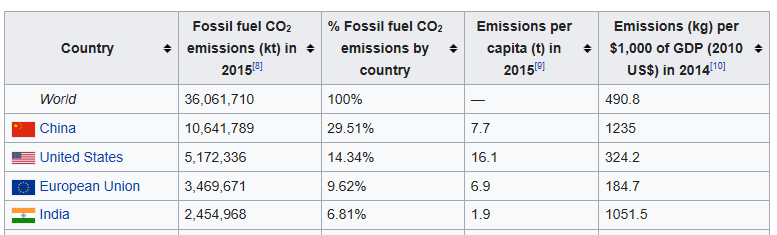 Country Fossil fuel CO₂ emissions (kt) in 2015[8] % Fossil fuel CO₂ emissions by country Emissions per capita (t) in 2015[9] Emissions (kg) per $1,000 of GDP (2010 US$) in 2014[10]
World 36,061,710 100% — 490.8
China 10,641,789 29.51% 7.7 1235
United States 5,172,336 14.34% 16.1 324.2
European Union 3,469,671 9.62% 6.9 184.7
India 2,454,968 6.81% 1.9 1051.5